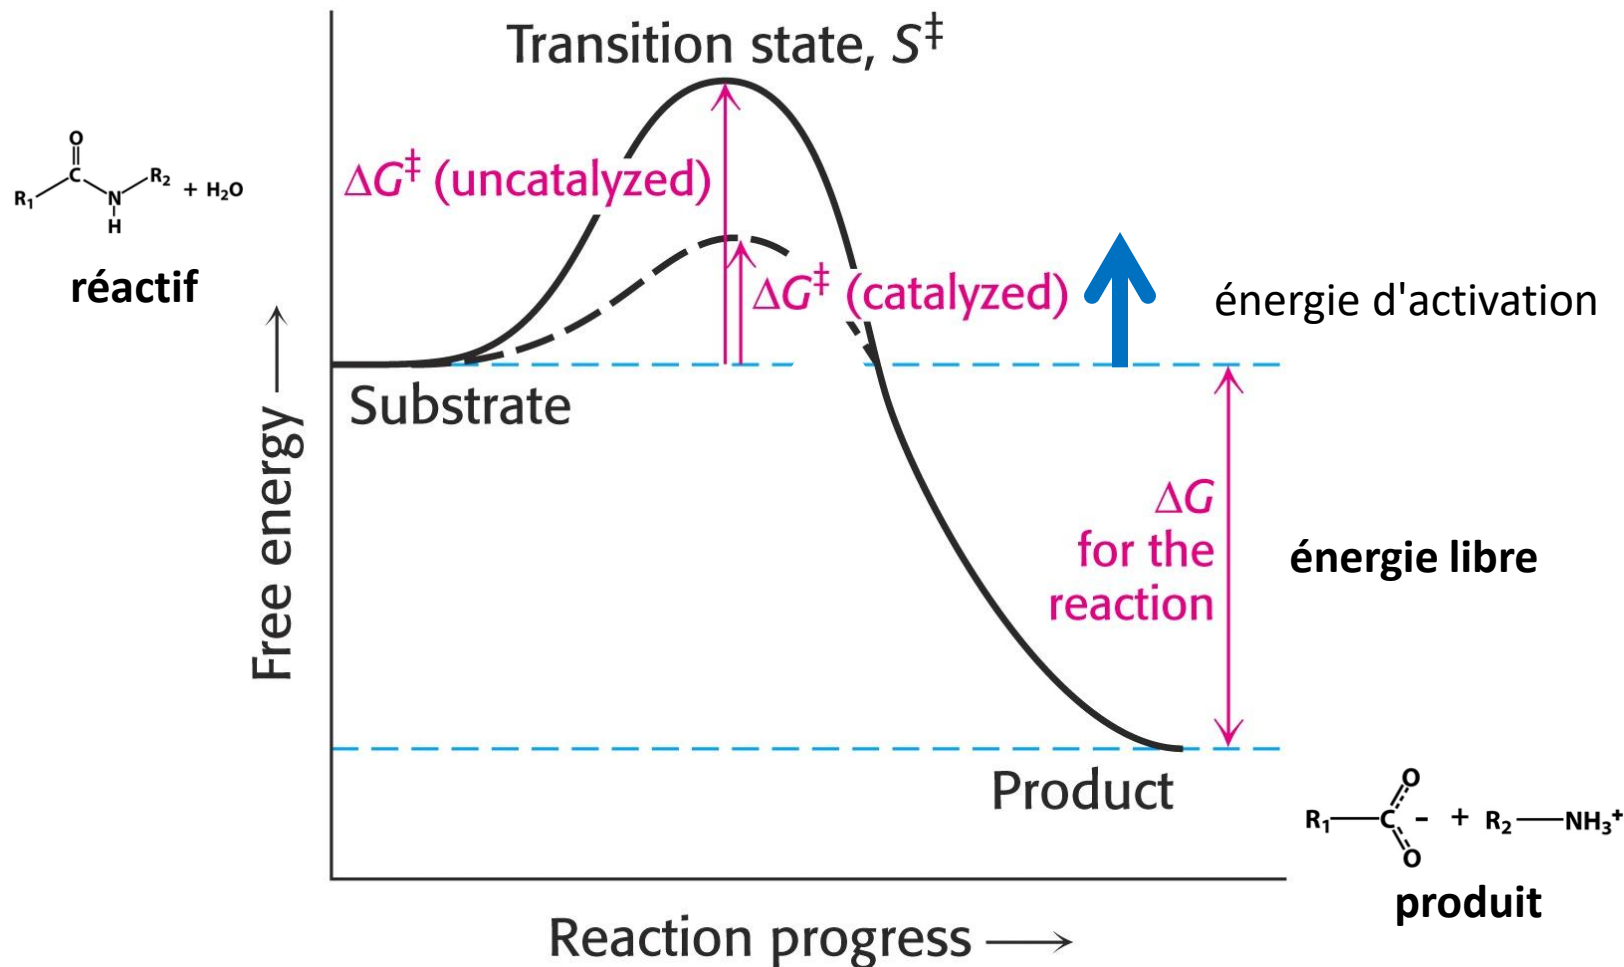 Transition state, S‡
O
C
R₁
N
H
R₂
+ H₂O
réactif
ΔG‡ (uncatalyzed)
ΔG‡ (catalyzed)
énergie d'activation
Substrate
Free energy
ΔG
for the
reaction
énergie libre
Product
O
R₁
C
-
+ R₂
NH₃⁺
O
produit
Reaction progress